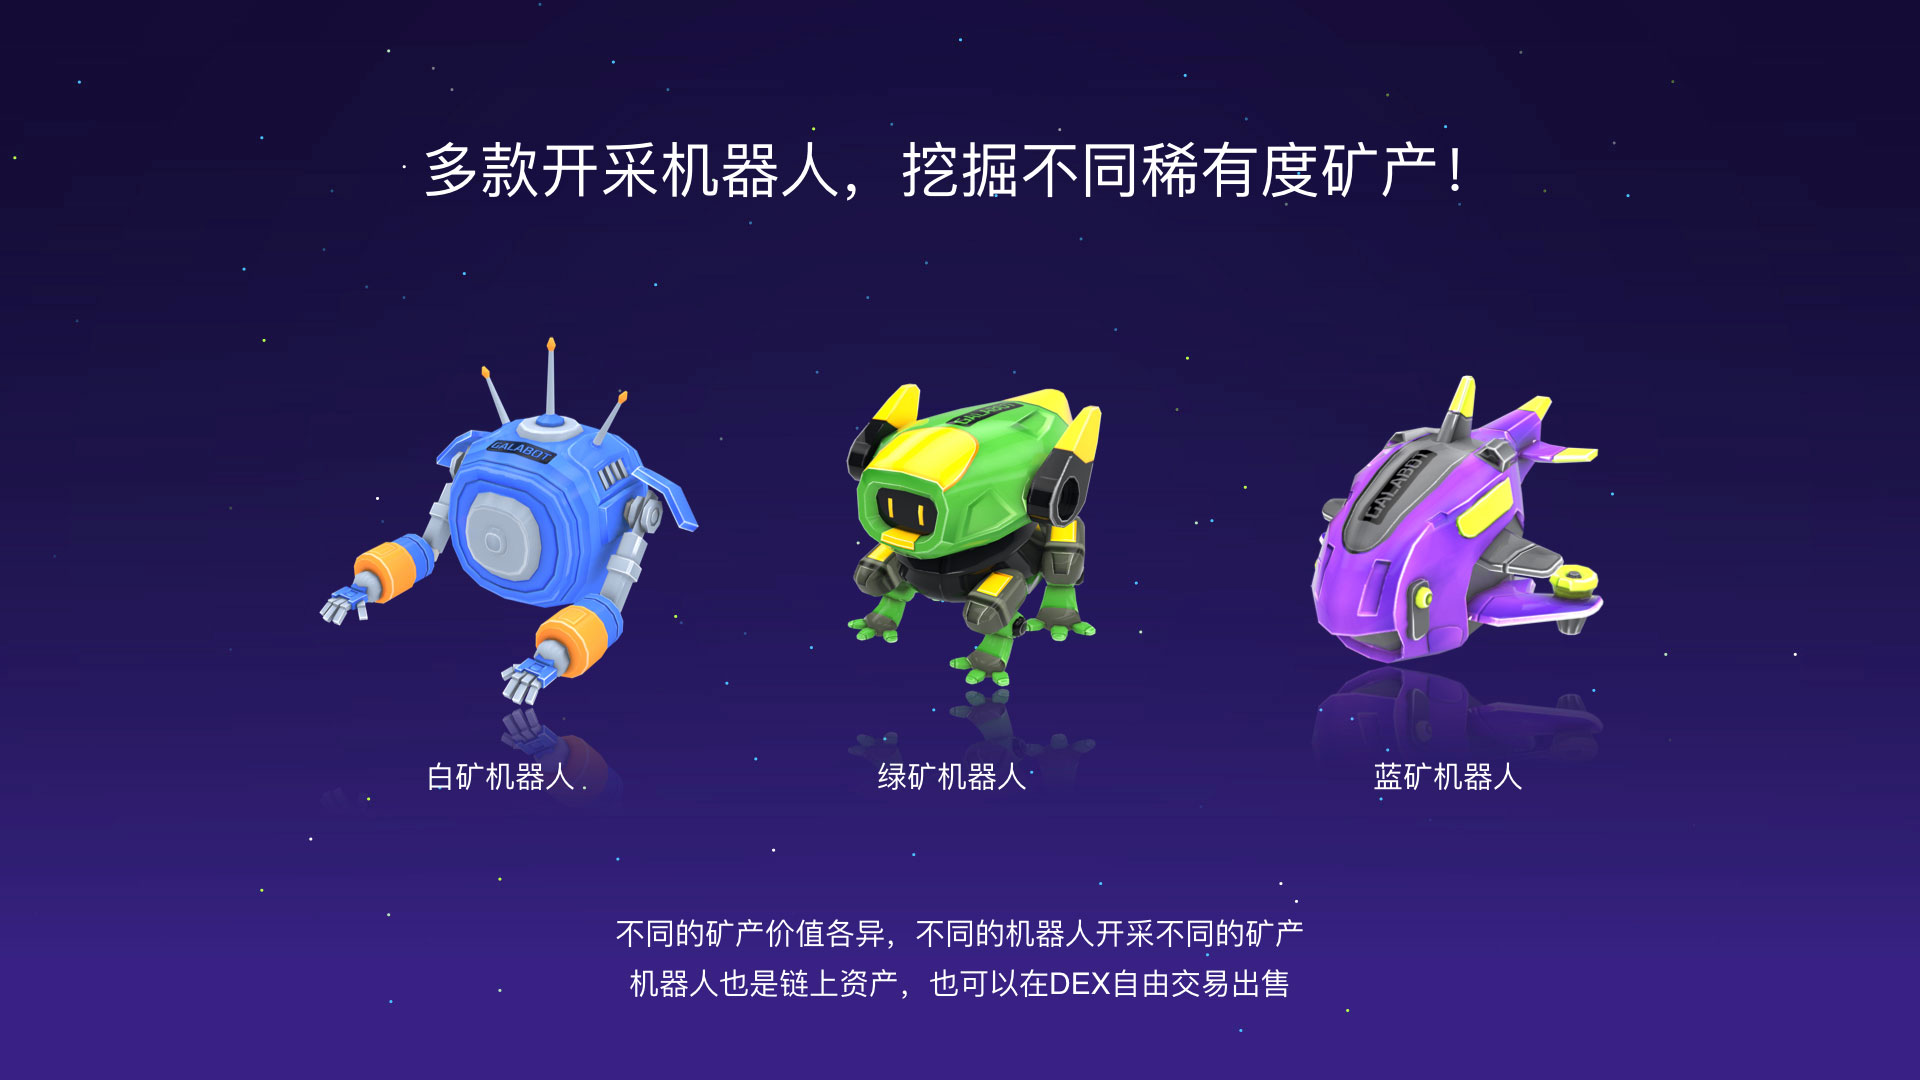 多款开采机器人，挖掘不同稀有度矿产！
GALABOT
GALABOT
GALABOT
白矿机器人
绿矿机器人
蓝矿机器人
不同的矿产价值各异，不同的机器人开采不同的矿产
机器人也是链上资产，也可以在DEX自由交易出售